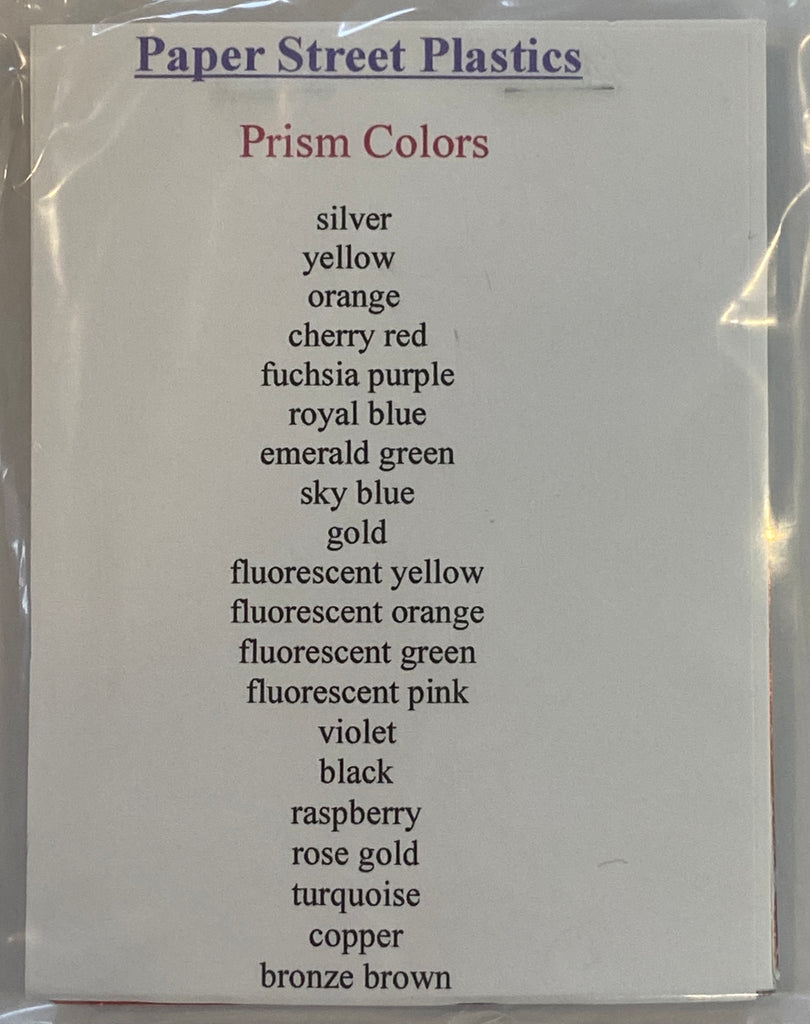 Paper Street Plastics
Prism Colors
silver
yellow
orange
cherry red
fuchsia purple
royal blue
emerald green
sky blue
gold
fluorescent yellow
fluorescent orange
fluorescent green
fluorescent pink
violet
black
raspberry
rose gold
turquoise
copper
bronze brown